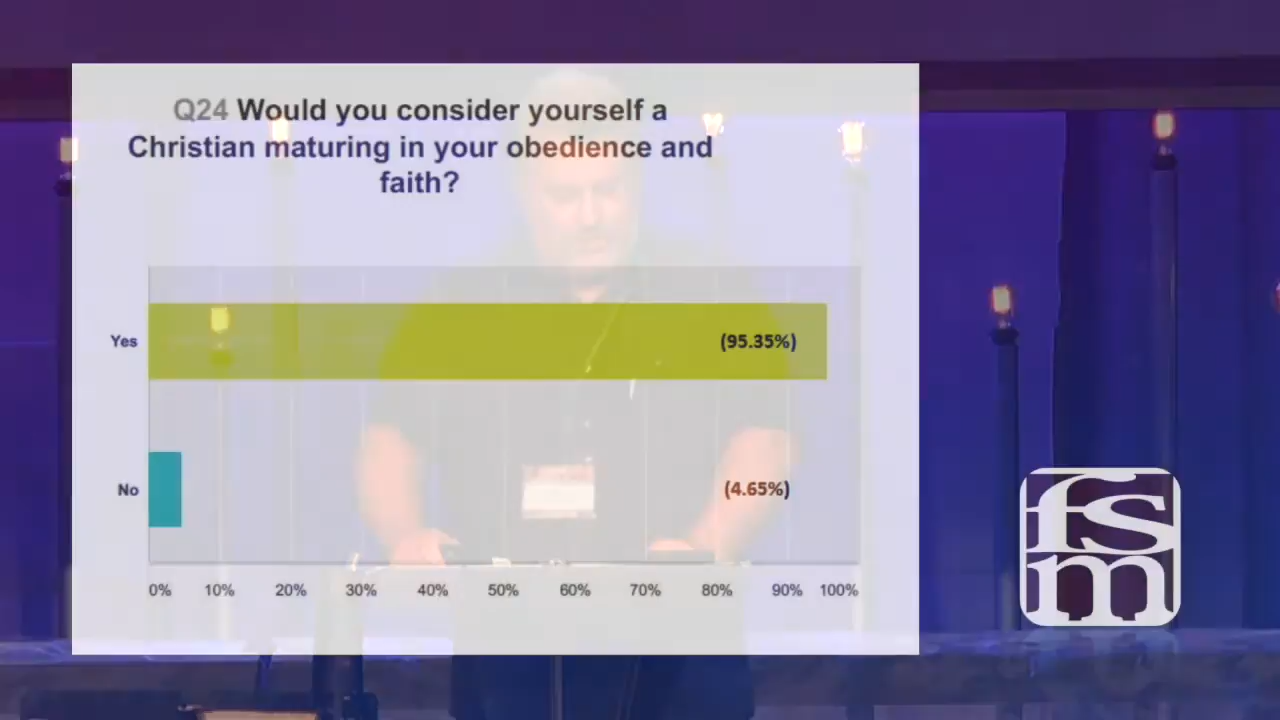 Q24 Would you consider yourself a
Christian maturing in your obedience and
faith?
Yes
(95.35%)
No
(4.65%)
0% 10% 20% 30% 40% 50% 60% 70% 80% 90% 100%
fsm